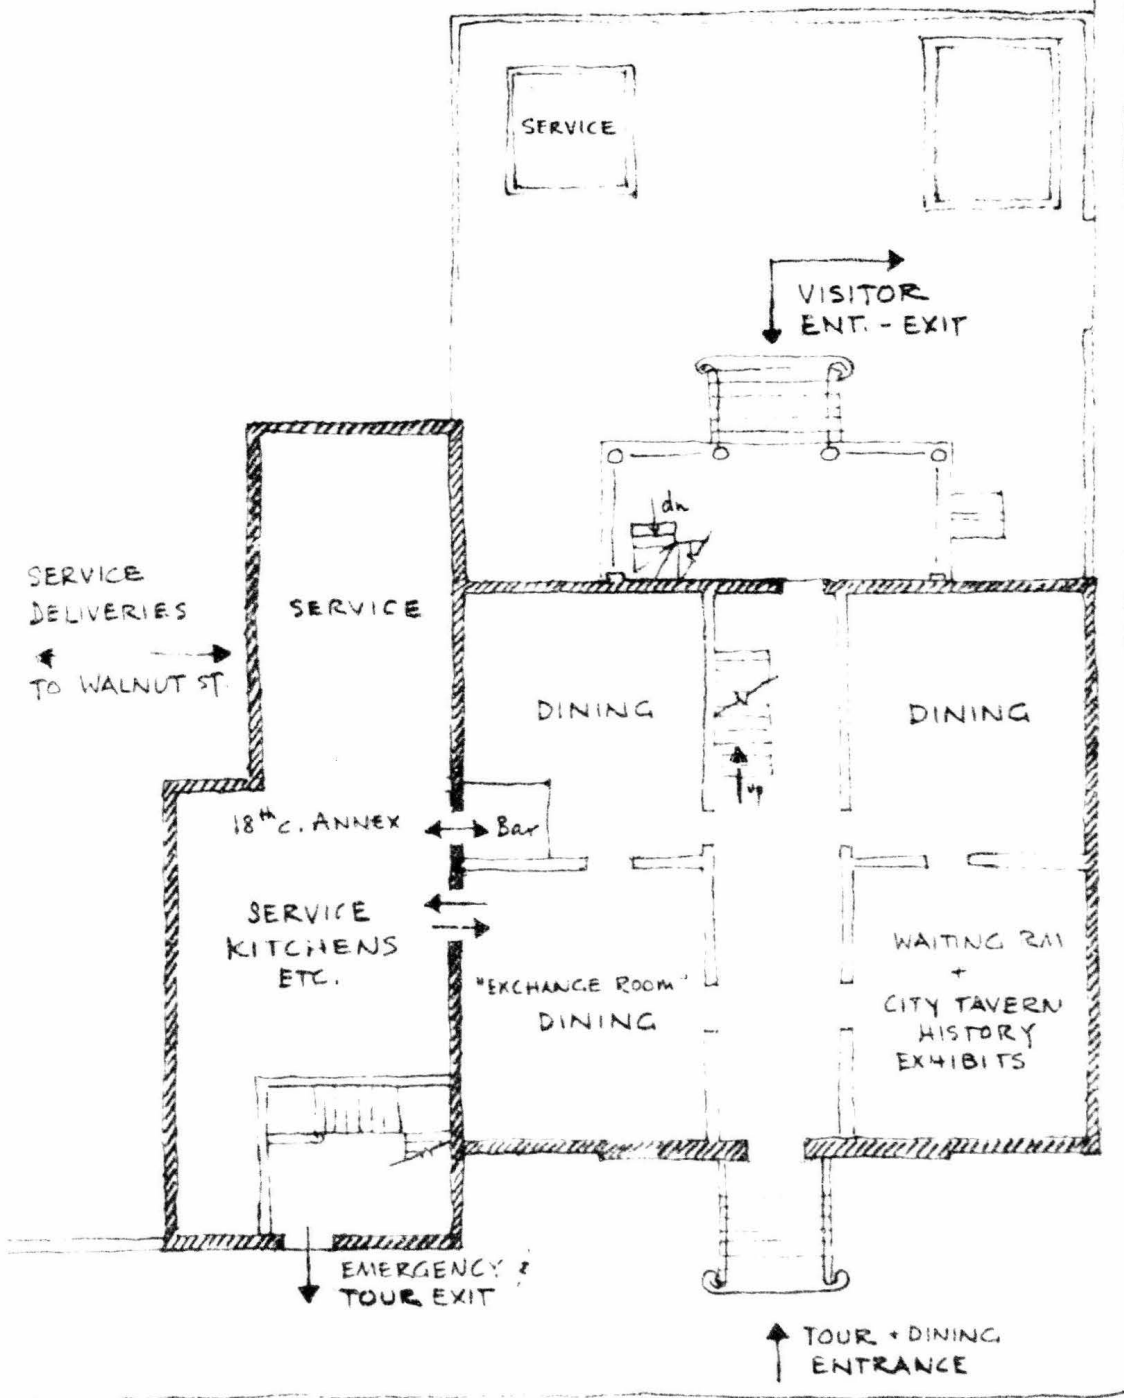 SERVICE
VISITOR
ENT. - EXIT
dn
SERVICE
DELIVERIES
TO WALNUT ST.
SERVICE
DINING
DINING
up
18th c. ANNEX
Bar
SERVICE
KITCHENS
ETC.
"EXCHANGE ROOM"
DINING
WAITING RM
+
CITY TAVERN
HISTORY
EXHIBITS
EMERGENCY &
TOUR EXIT
TOUR + DINING
ENTRANCE